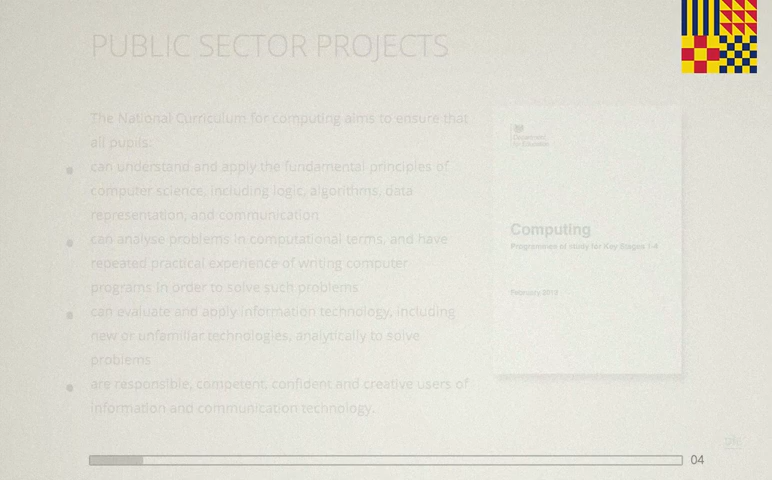 PUBLIC SECTOR PROJECTS
The National Curriculum for computing aims to ensure that
all pupils:
can understand and apply the fundamental principles of
computer science, including logic, algorithms, data
representation, and communication
can analyse problems in computational terms, and have
repeated practical experience of writing computer
programs in order to solve such problems
can evaluate and apply information technology, including
new or unfamiliar technologies, analytically to solve
problems
are responsible, competent, confident and creative users of
information and communication technology.
Department
for Education
Computing
Programmes of study for Key Stages 1-4
February 2013
04